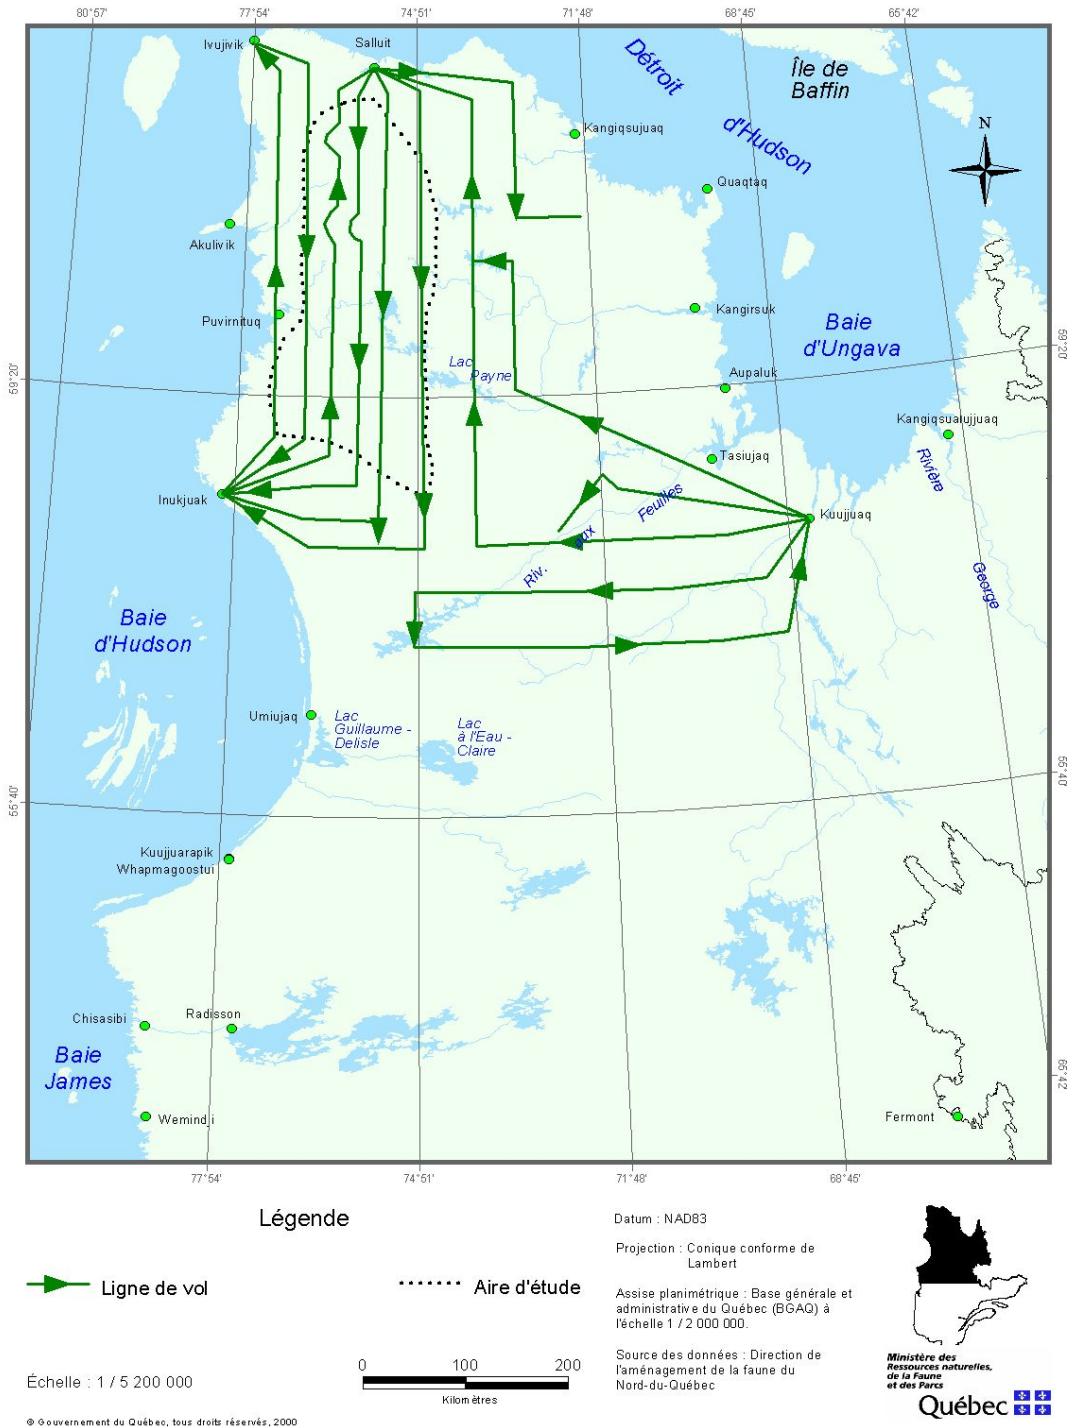 80°57'
77°54'
74°51'
71°48'
68°45'
65°42'
Ivujivik
Salluit
Détroit
d'Hudson
Île de
Baffin
N
Kangiqsujuaq
Quaqtaq
Akulivik
Puvirnituq
Kangirsuk
Baie
d'Ungava
59°20'
59°20'
Lac
Payne
Aupaluk
Kangiqsualujjuaq
Tasiujaq
Rivière
George
Inukjuak
Kuujjuaq
Riv.
aux
Feuilles
Baie
d'Hudson
Umiujaq
Lac
Guillaume -
Delisle
Lac
à l'Eau -
Claire
55°40'
55°40'
Kuujjuarapik
Whapmagoostui
Chisasibi
Radisson
Baie
James
65°42'
Wemindji
Fermont
77°54'
74°51'
71°48'
68°45'
Légende
Ligne de vol
Aire d'étude
Datum : NAD83
Projection : Conique conforme de
Lambert
Assise planimétrique : Base générale et
administrative du Québec (BGAQ) à
l'échelle 1 / 2 000 000.
Source des données : Direction de
l'aménagement de la faune du
Nord-du-Québec
Échelle : 1 / 5 200 000
0 100 200
Kilomètres
Ministère des
Ressources naturelles,
de la Faune
et des Parcs
Québec
© Gouvernement du Québec, tous droits réservés, 2000